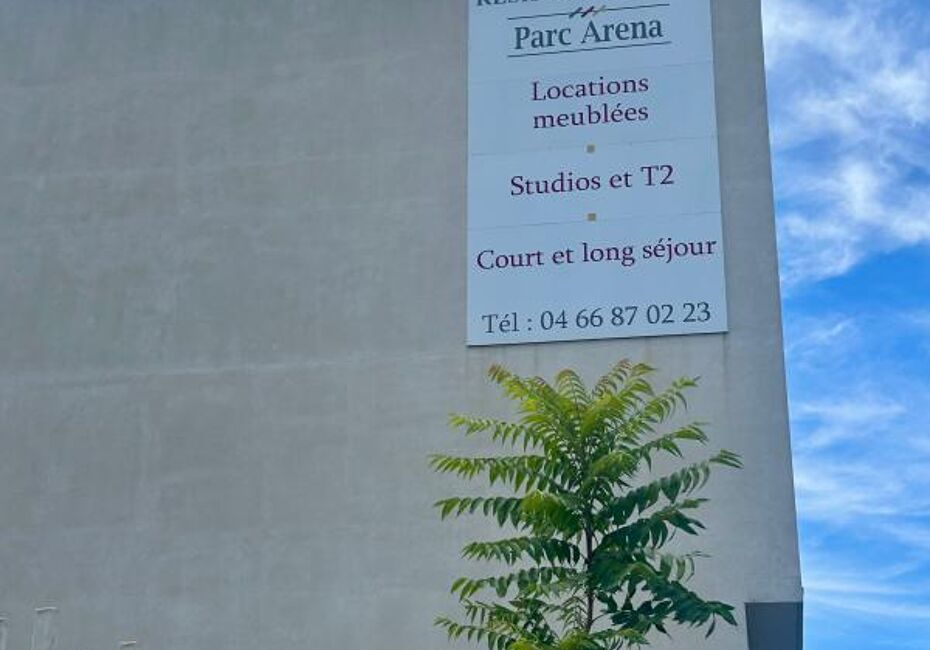 Parc Arena
Locations
meublées
Studios et T2
Court et long séjour
Tél : 04 66 87 02 23